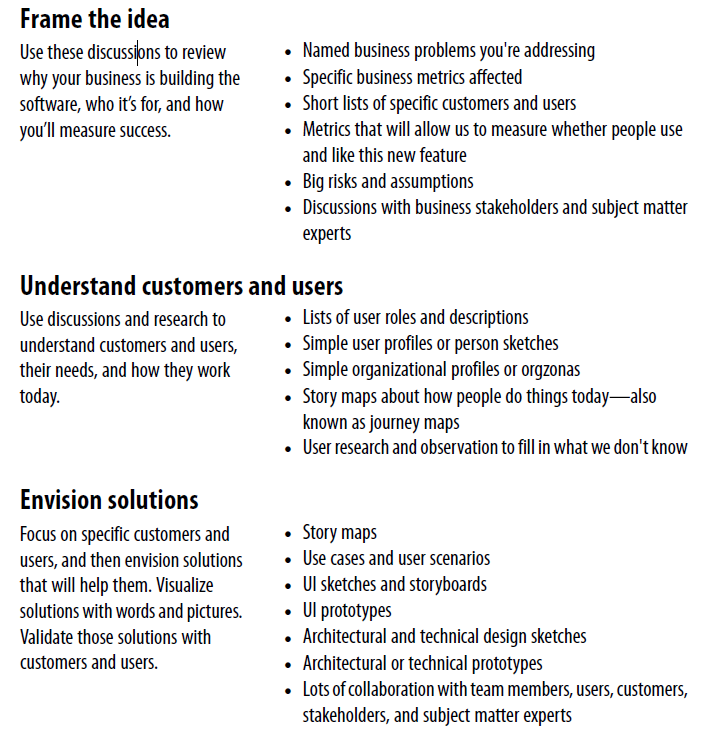 Frame the idea
Use these discussions to review
why your business is building the
software, who it's for, and how
you'll measure success.
• Named business problems you're addressing
• Specific business metrics affected
• Short lists of specific customers and users
• Metrics that will allow us to measure whether people use
and like this new feature
• Big risks and assumptions
• Discussions with business stakeholders and subject matter
experts
Understand customers and users
Use discussions and research to
understand customers and users,
their needs, and how they work
today.
• Lists of user roles and descriptions
• Simple user profiles or person sketches
• Simple organizational profiles or orgzonas
• Story maps about how people do things today—also
known as journey maps
• User research and observation to fill in what we don't know
Envision solutions
Focus on specific customers and
users, and then envision solutions
that will help them. Visualize
solutions with words and pictures.
Validate those solutions with
customers and users.
• Story maps
• Use cases and user scenarios
• UI sketches and storyboards
• UI prototypes
• Architectural and technical design sketches
• Architectural or technical prototypes
• Lots of collaboration with team members, users, customers,
stakeholders, and subject matter experts